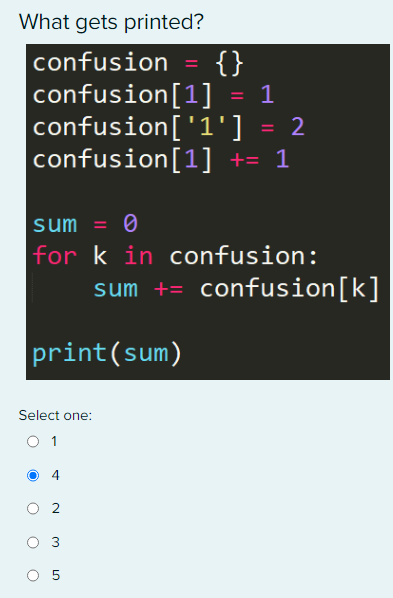 What gets printed?
confusion = {}
confusion[1] = 1
confusion['1'] = 2
confusion[1] += 1
sum = 0
for k in confusion:
    sum += confusion[k]
print(sum)
Select one:
1
4
2
3
5